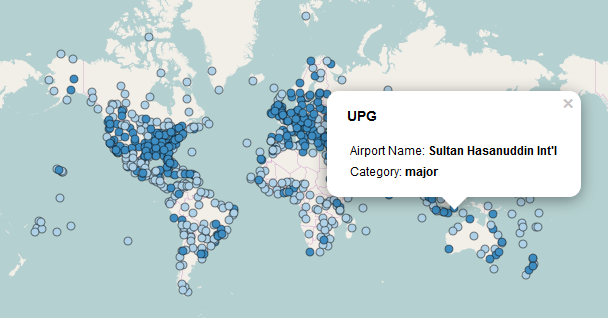 UPG
×
Airport Name: Sultan Hasanuddin Int'l
Category: major